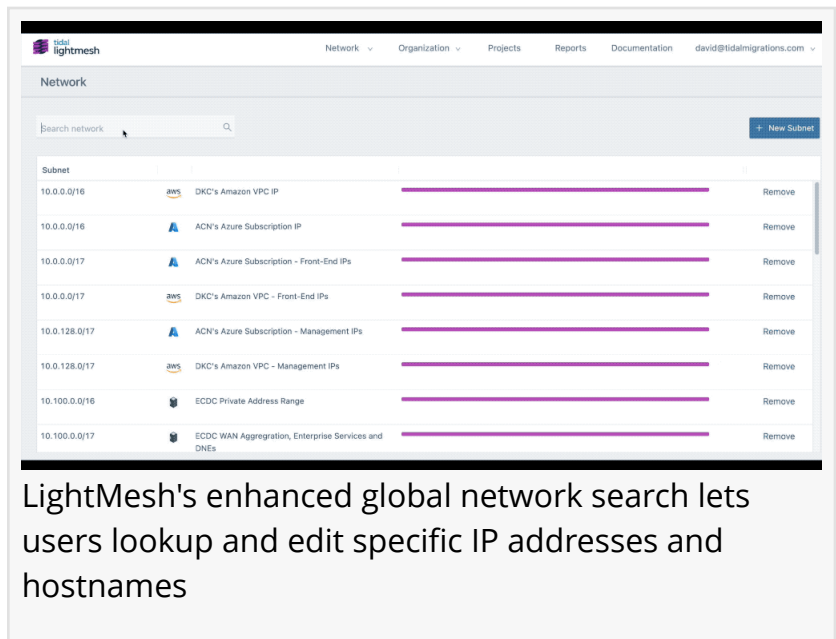 tidal
lightmesh
Network Organization Projects Reports Documentation david@tidalmigrations.com
Network
Search network
+ New Subnet
Subnet
10.0.0.0/16 aws DKC's Amazon VPC IP Remove
10.0.0.0/16 ACN's Azure Subscription IP Remove
10.0.0.0/17 ACN's Azure Subscription - Front-End IPs Remove
10.0.0.0/17 aws DKC's Amazon VPC - Front-End IPs Remove
10.0.128.0/17 ACN's Azure Subscription - Management IPs Remove
10.0.128.0/17 aws DKC's Amazon VPC - Management IPs Remove
10.100.0.0/16 ECDC Private Address Range Remove
10.100.0.0/17 ECDC WAN Aggregration, Enterprise Services and Remove
DNEs
LightMesh's enhanced global network search lets
users lookup and edit specific IP addresses and
hostnames